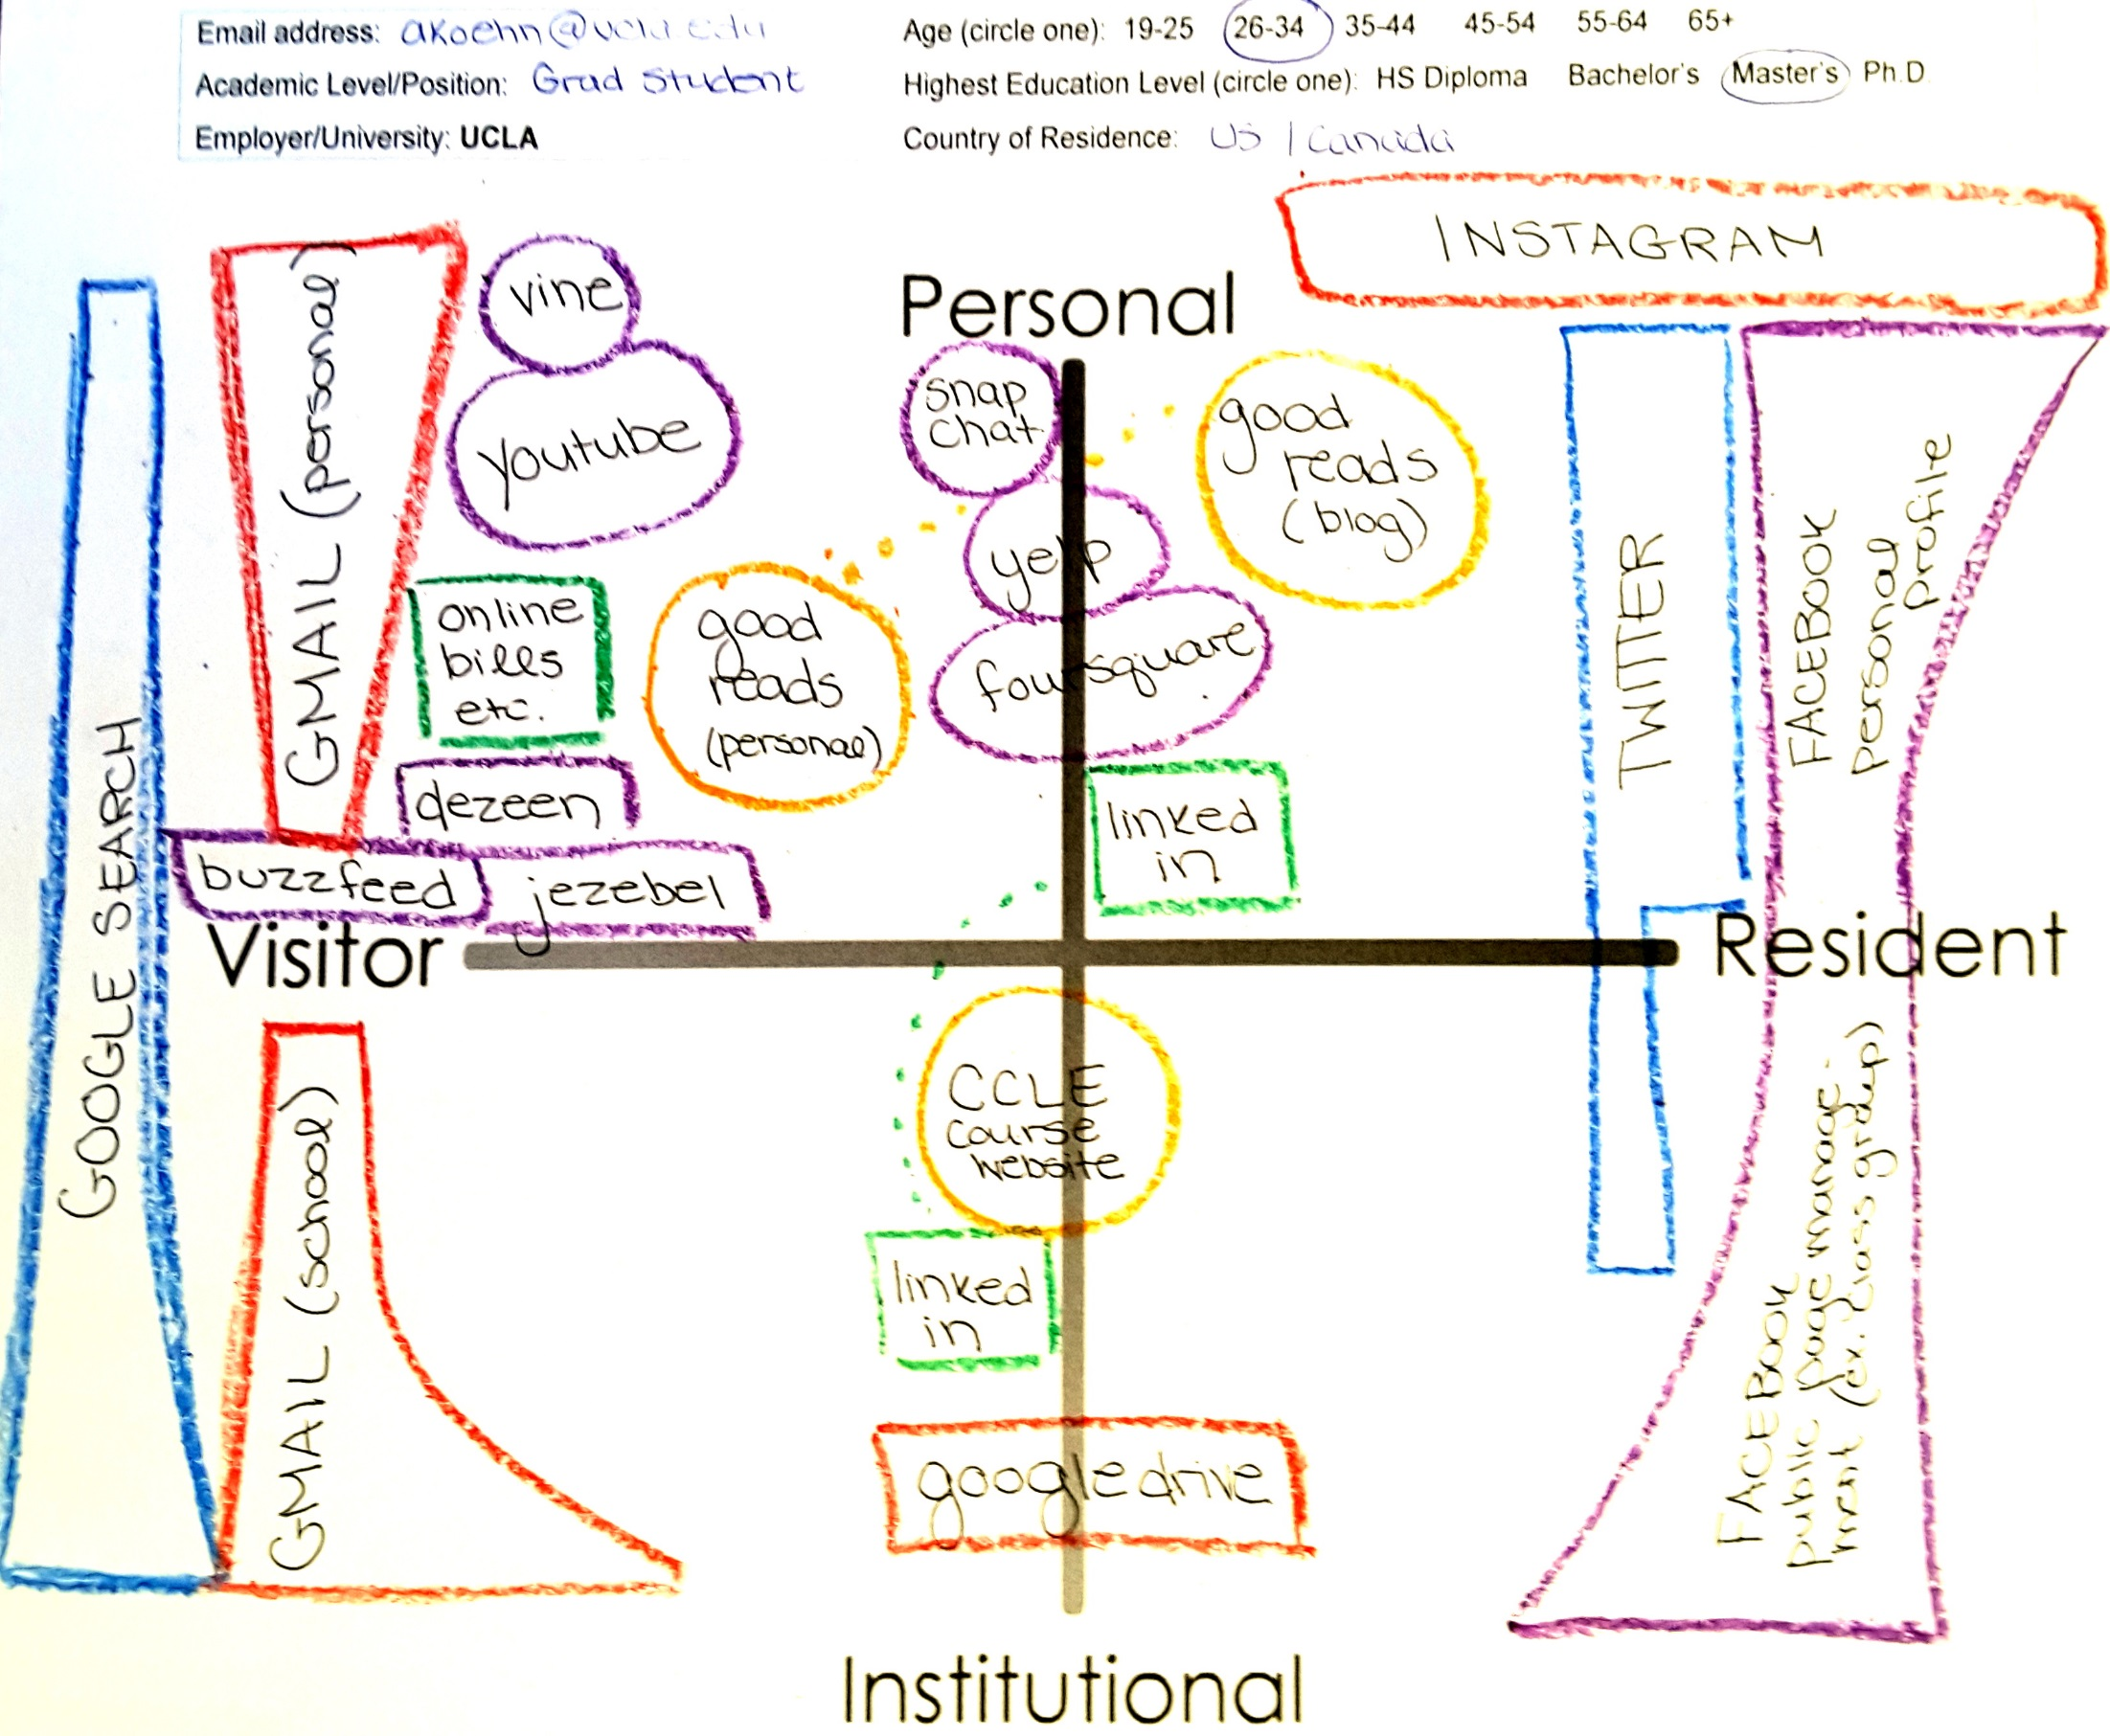 Email address: akoehn@ucla.edu
Academic Level/Position: Grad Student
Employer/University: UCLA
Age (circle one): 19-25 26-34 35-44 45-54 55-64 65+
Highest Education Level (circle one): HS Diploma Bachelor's Master's Ph.D
Country of Residence: US / Canada
INSTAGRAM
Personal
GOOGLE SEARCH
GMAIL (personal)
vine
youtube
snap
chat
good
reads
(blog)
yelp
foursquare
online
bills
etc.
good
reads
(personal)
dezeen
buzzfeed
jezebel
linked
in
TWITTER
FACEBOOK
personal
profile
Visitor
Resident
GMAIL (school)
CCLE
course
website
linked
in
google drive
FACEBOOK
public page manage-
ment (ex. class group)
Institutional